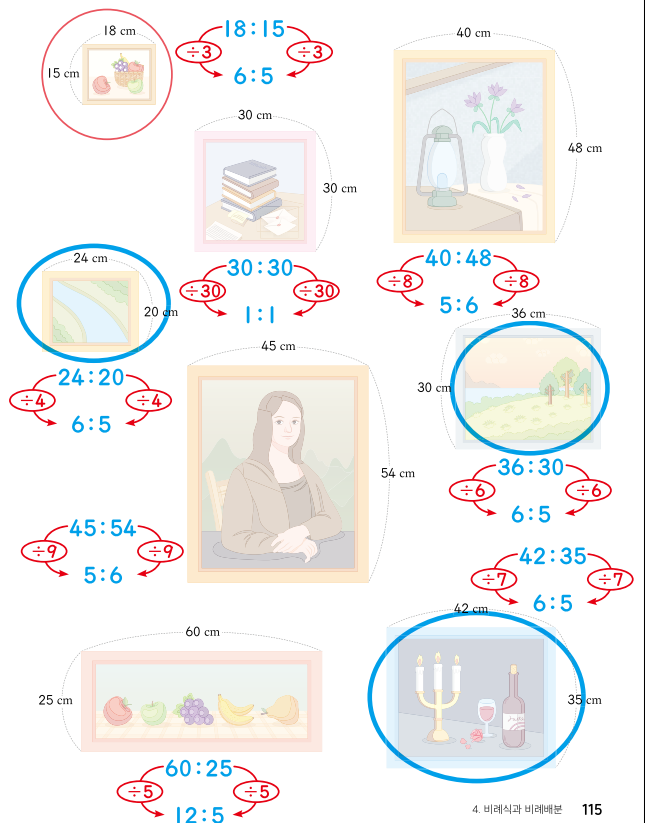 18 cm
15 cm
18:15
÷3 ÷3
6:5
40 cm
48 cm
30 cm
30 cm
30:30
÷30 ÷30
1:1
40:48
÷8 ÷8
5:6
24 cm
20 cm
24:20
÷4 ÷4
6:5
36 cm
30 cm
36:30
÷6 ÷6
6:5
45 cm
54 cm
45:54
÷9 ÷9
5:6
42:35
÷7 ÷7
6:5
42 cm
35 cm
60 cm
25 cm
60:25
÷5 ÷5
12:5
4. 비례식과 비례배분 115